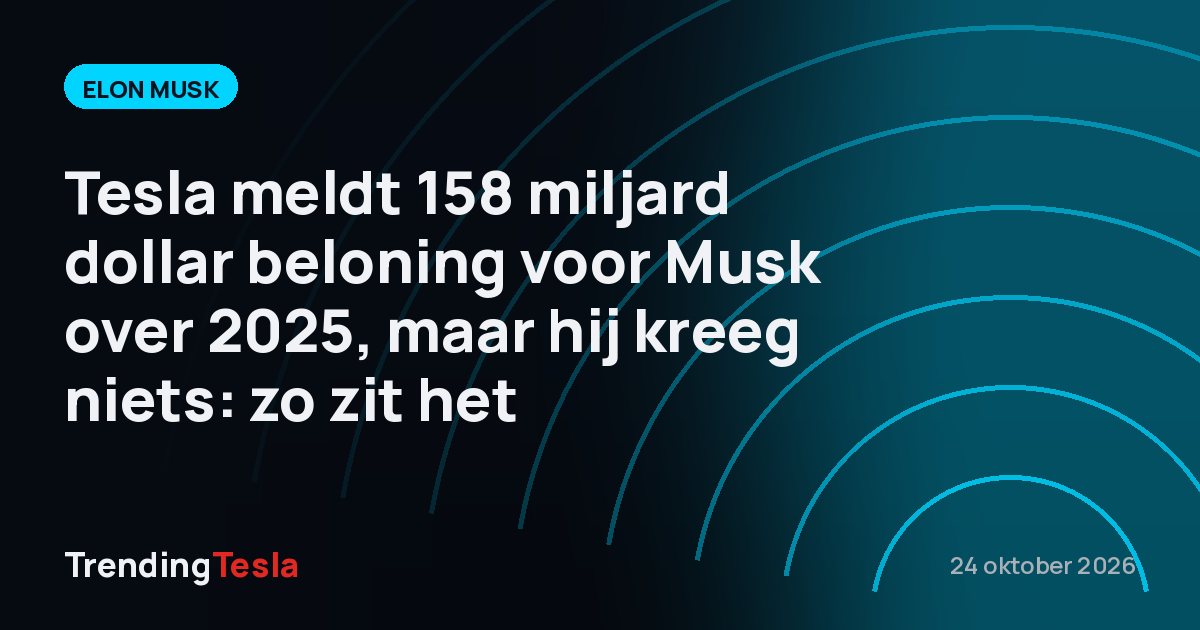 ELON MUSK
Tesla meldt 158 miljard
dollar beloning voor Musk
over 2025, maar hij kreeg
niets: zo zit het
TrendingTesla
24 oktober 2026